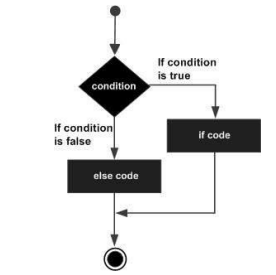 If condition
is true
condition
If condition
is false
if code
else code